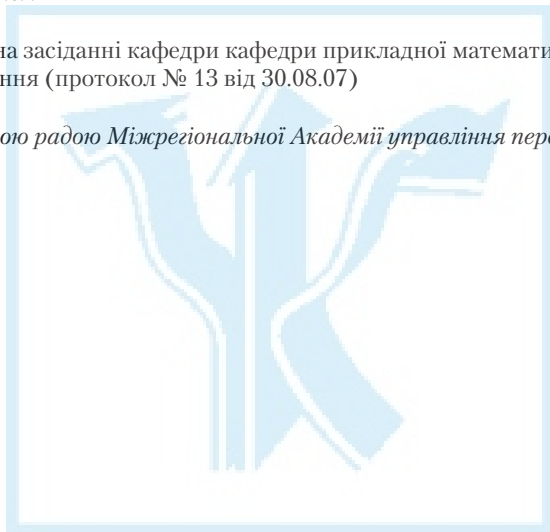 на засіданні кафедри кафедри прикладної математи
ння (протокол № 13 від 30.08.07)
ою радою Міжрегіональної Академії управління перс